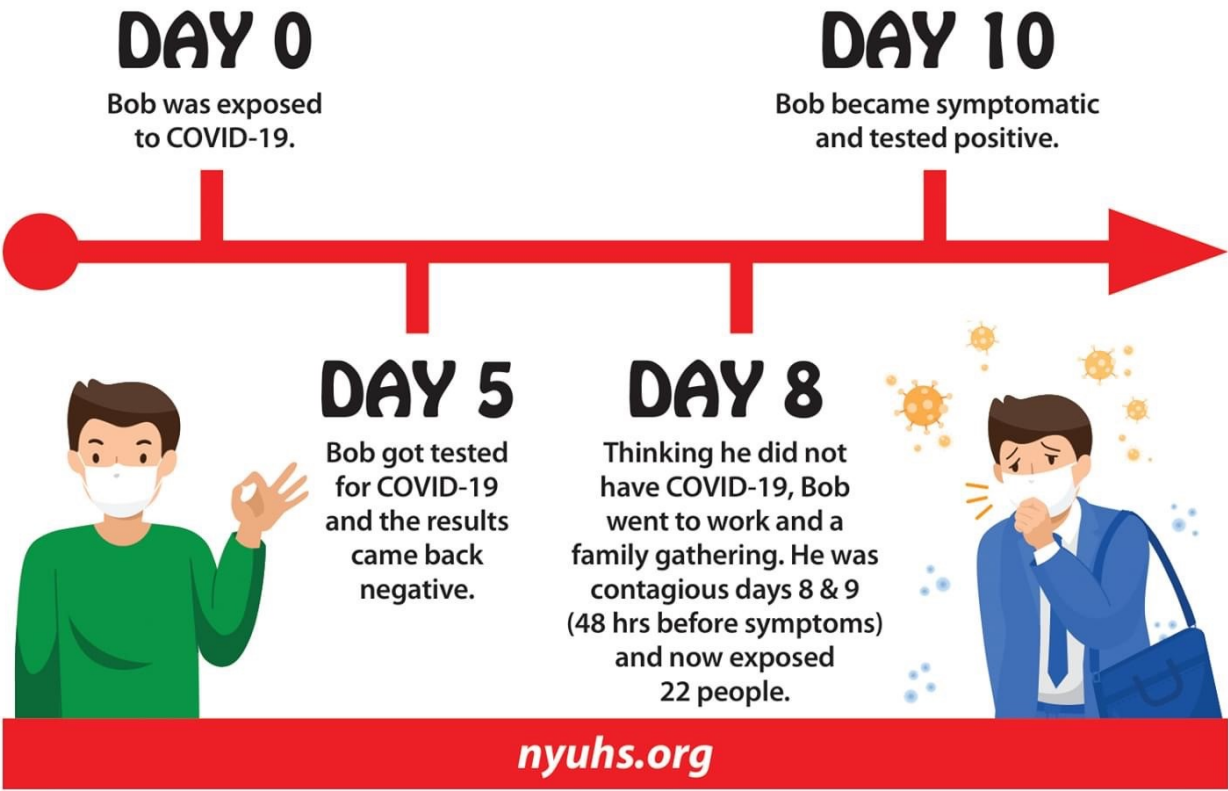 DAY 0
Bob was exposed
to COVID-19.
DAY 10
Bob became symptomatic
and tested positive.
DAY 5
Bob got tested
for COVID-19
and the results
came back
negative.
DAY 8
Thinking he did not
have COVID-19, Bob
went to work and a
family gathering. He was
contagious days 8 & 9
(48 hrs before symptoms)
and now exposed
22 people.
nyuhs.org